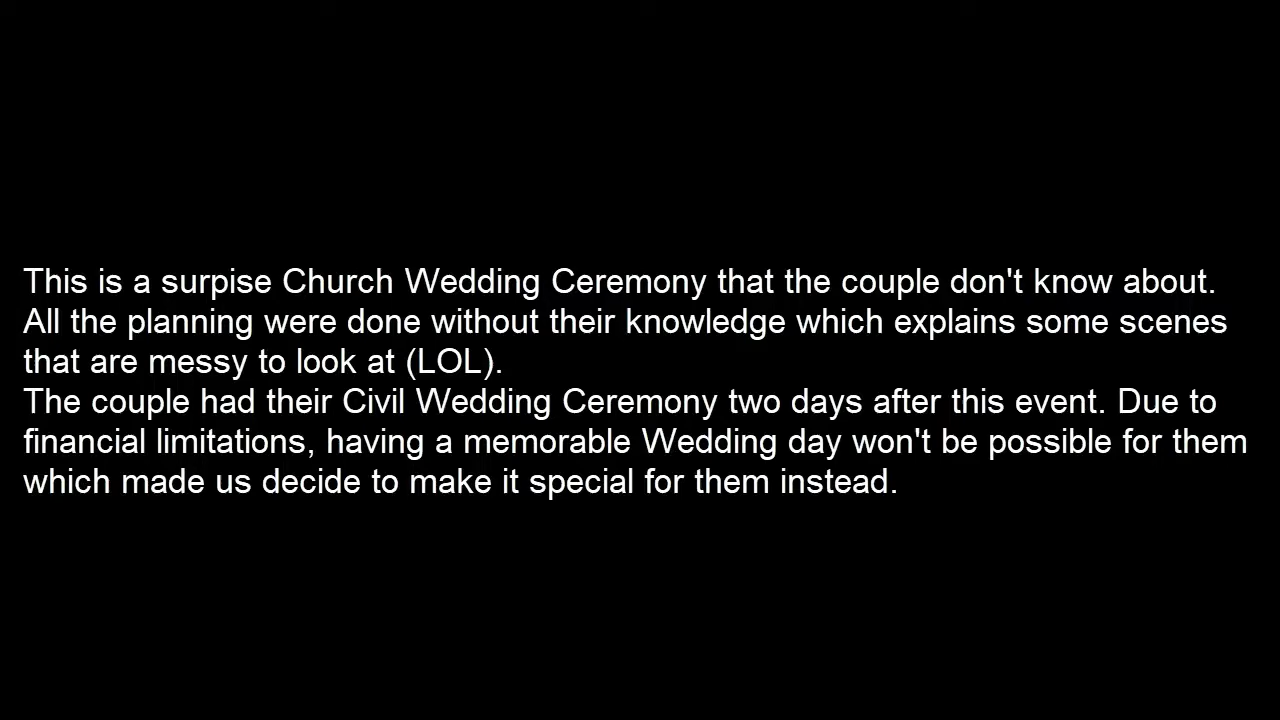 This is a surpise Church Wedding Ceremony that the couple don't know about.
All the planning were done without their knowledge which explains some scenes
that are messy to look at (LOL).
The couple had their Civil Wedding Ceremony two days after this event. Due to
financial limitations, having a memorable Wedding day won't be possible for them
which made us decide to make it special for them instead.